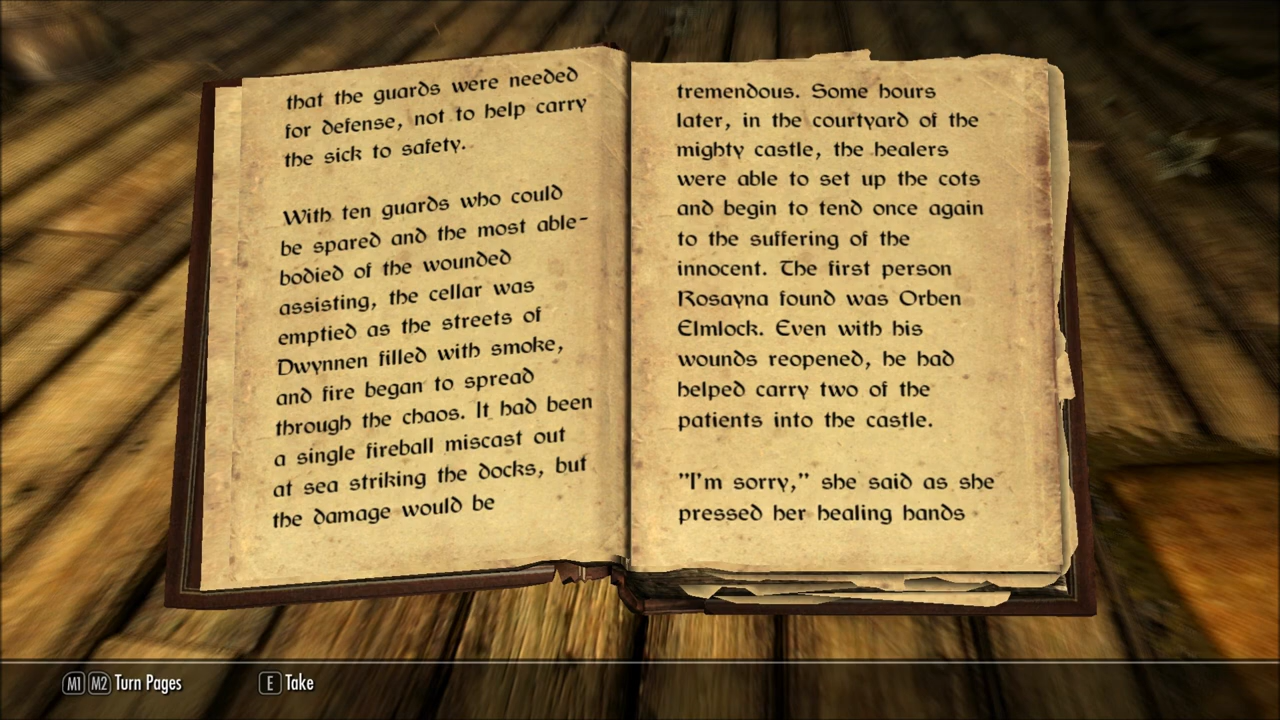 that the guards were needed
for defense, not to help carry
the sick to safety.
With ten guards who could
be spared and the most able-
bodied of the wounded
assisting, the cellar was
emptied as the streets of
Dwynnen filled with smoke,
and fire began to spread
through the chaos. It had been
a single fireball miscast out
at sea striking the docks, but
the damage would be
tremendous. Some hours
later, in the courtyard of the
mighty castle, the healers
were able to set up the cots
and begin to tend once again
to the suffering of the
innocent. The first person
Rosayna found was Orben
Elmlock. Even with his
wounds reopened, he had
helped carry two of the
patients into the castle.
"I'm sorry," she said as she
pressed her healing hands
M1 M2 Turn Pages
E Take